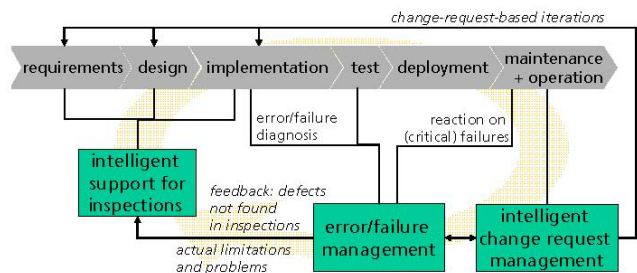 change-request-based iterations
requirements
design
implementation
test
deployment
maintenance
+ operation
error/failure
diagnosis
reaction on
(critical) failures
intelligent
support for
inspections
feedback: defects
not found
in inspections
actual limitations
and problems
error/failure
management
intelligent
change request
management